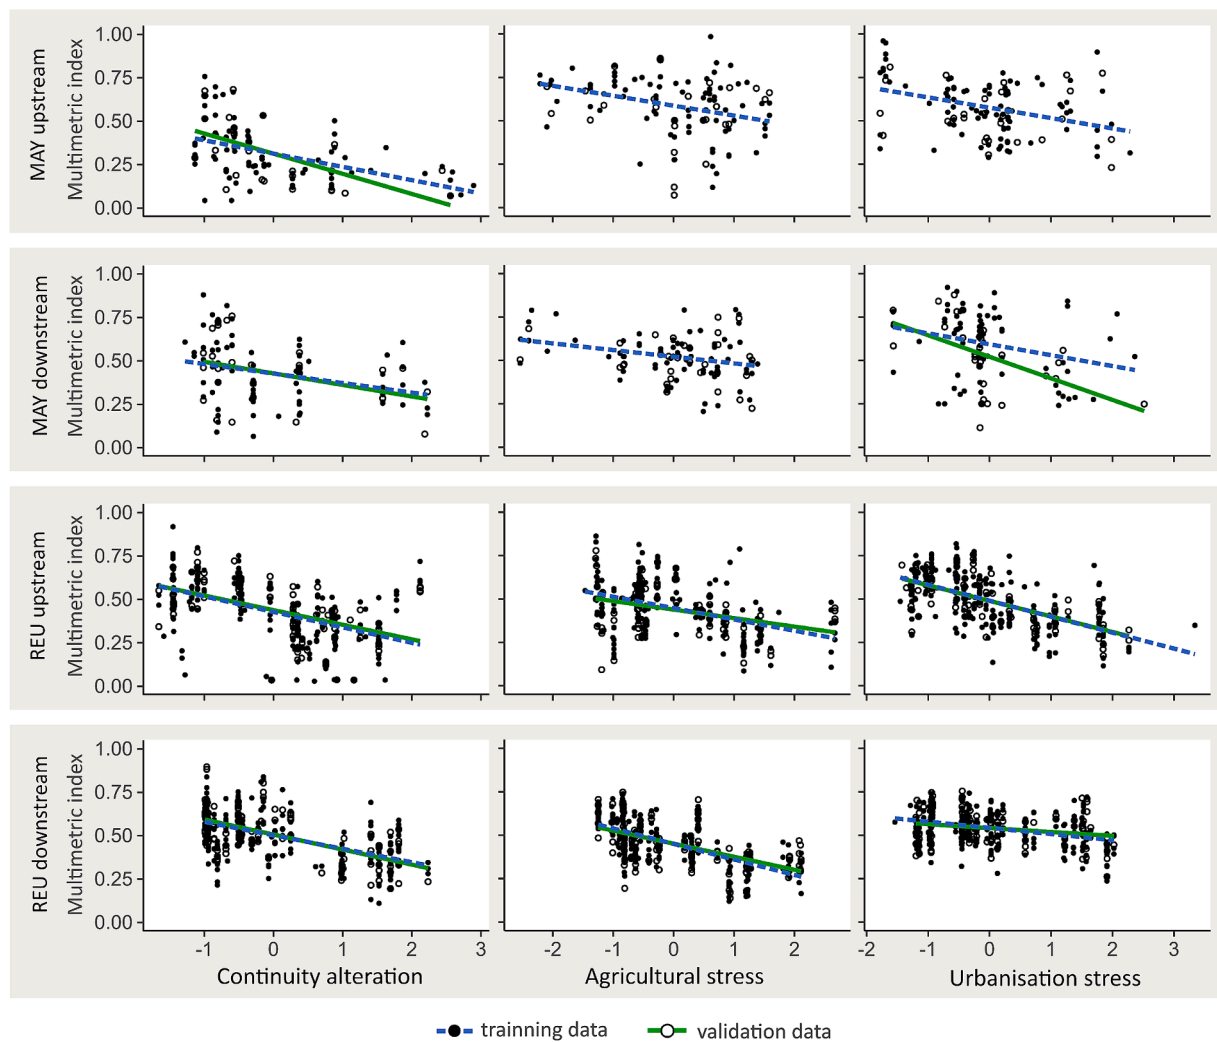 MAY upstream
Multimetric index
1.00
0.75
0.50
0.25
0.00
MAY downstream
Multimetric index
1.00
0.75
0.50
0.25
0.00
REU upstream
Multimetric index
1.00
0.75
0.50
0.25
0.00
REU downstream
Multimetric index
1.00
0.75
0.50
0.25
0.00
-1 0 1 2 3
-2 -1 0 1 2
-2 -1 0 1 2 3
Continuity alteration
Agricultural stress
Urbanisation stress
trainning data
validation data